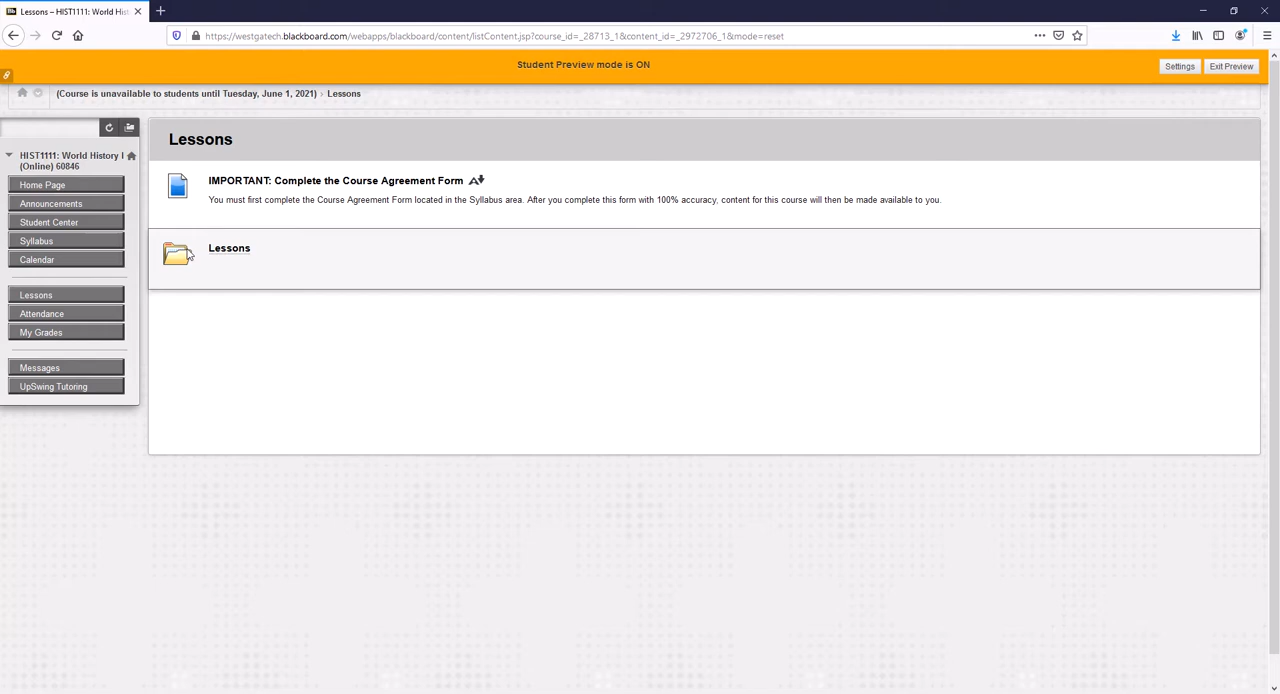 Lessons – HIST1111: World His
https://westgatech.blackboard.com/webapps/blackboard/content/listContent.jsp?course_id=_28713_1&content_id=_2972706_1&mode=reset
Student Preview mode is ON
Settings
Exit Preview
(Course is unavailable to students until Tuesday, June 1, 2021) › Lessons
HIST1111: World History I
(Online) 60846
Home Page
Announcements
Student Center
Syllabus
Calendar
Lessons
Attendance
My Grades
Messages
UpSwing Tutoring
Lessons
IMPORTANT: Complete the Course Agreement Form
You must first complete the Course Agreement Form located in the Syllabus area. After you complete this form with 100% accuracy, content for this course will then be made available to you.
Lessons